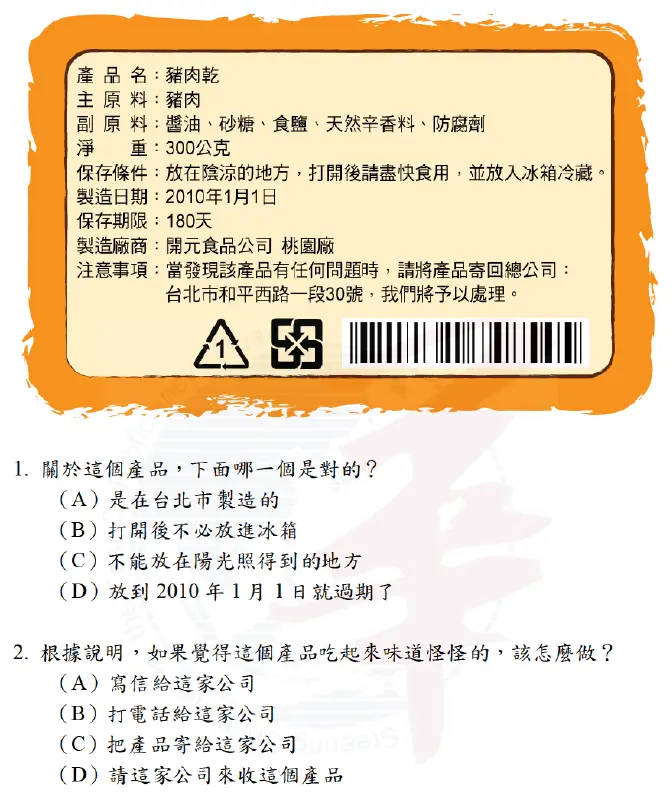 產 品 名：豬肉乾
主 原 料：豬肉
副 原 料：醬油、砂糖、食鹽、天然辛香料、防腐劑
淨　　重：300公克
保存條件：放在陰涼的地方，打開後請盡快食用，並放入冰箱冷藏。
製造日期：2010年1月1日
保存期限：180天
製造廠商：開元食品公司 桃園廠
注意事項：當發現該產品有任何問題時，請將產品寄回總公司：
台北市和平西路一段30號，我們將予以處理。
1
1. 關於這個產品，下面哪一個是對的？
（A）是在台北市製造的
（B）打開後不必放進冰箱
（C）不能放在陽光照得到的地方
（D）放到 2010 年 1 月 1 日就過期了
2. 根據說明，如果覺得這個產品吃起來味道怪怪的，該怎麼做？
（A）寫信給這家公司
（B）打電話給這家公司
（C）把產品寄給這家公司
（D）請這家公司來收這個產品